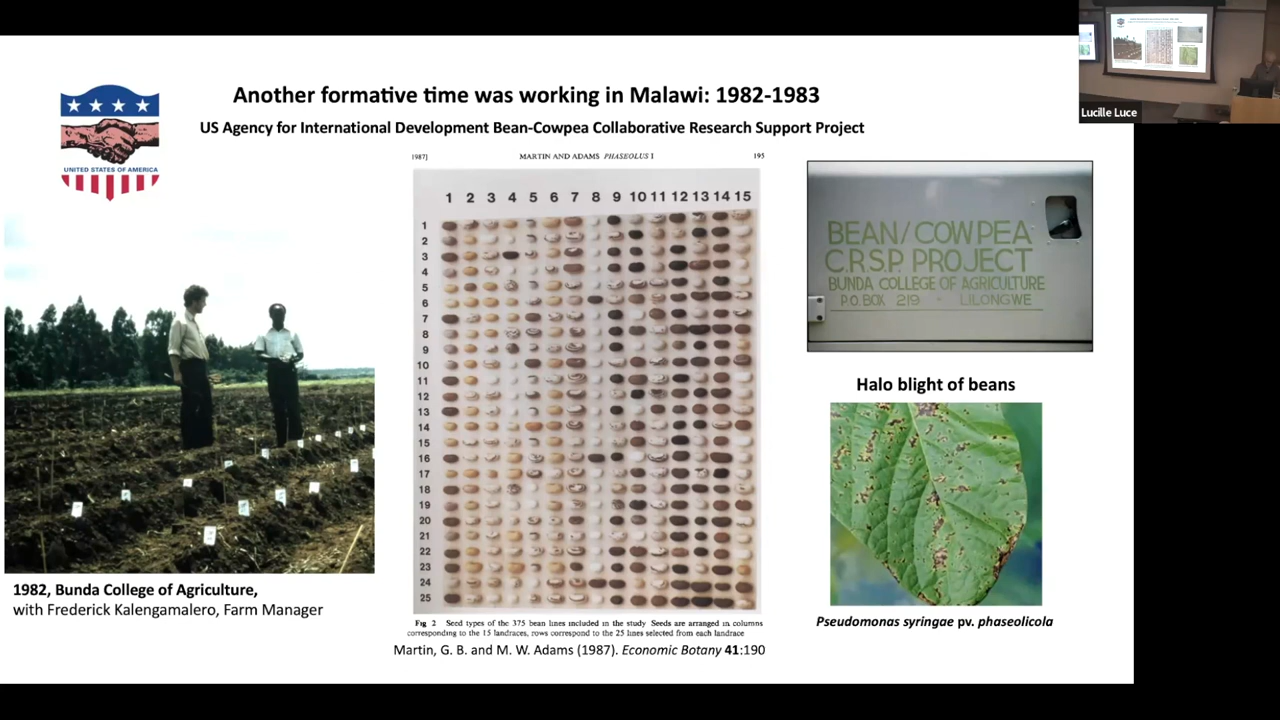 Another formative time was working in Malawi: 1982-1983
US Agency for International Development Bean-Cowpea Collaborative Research Support Project
UNITED STATES OF AMERICA
1987]
MARTIN AND ADAMS PHASEOLUS I
195
1 2 3 4 5 6 7 8 9 10 11 12 13 14 15
1
2
3
4
5
6
7
8
9
10
11
12
13
14
15
16
17
18
19
20
21
22
23
24
25
Fig 2 Seed types of the 375 bean lines included in the study Seeds are arranged in columns
corresponding to the 15 landraces, rows correspond to the 25 lines selected from each landrace
Martin, G. B. and M. W. Adams (1987). Economic Botany 41:190
1982, Bunda College of Agriculture,
with Frederick Kalengamalero, Farm Manager
BEAN/COWPEA
C.R.S.P. PROJECT
BUNDA COLLEGE OF AGRICULTURE
P.O. BOX 219 - LILONGWE
Halo blight of beans
Pseudomonas syringae pv. phaseolicola
Lucille Luce